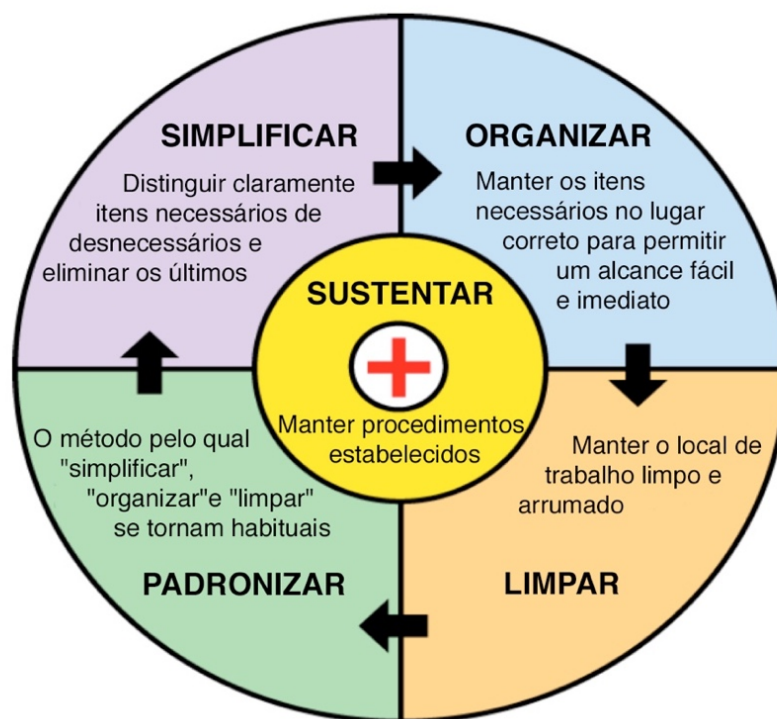 SIMPLIFICAR
Distinguir claramente
itens necessários de
desnecessários e
eliminar os últimos
ORGANIZAR
Manter os itens
necessários no lugar
correto para permitir
um alcance fácil
e imediato
SUSTENTAR
Manter procedimentos
estabelecidos
Manter o local de
trabalho limpo e
arrumado
LIMPAR
O método pelo qual
"simplificar",
"organizar"e "limpar"
se tornam habituais
PADRONIZAR